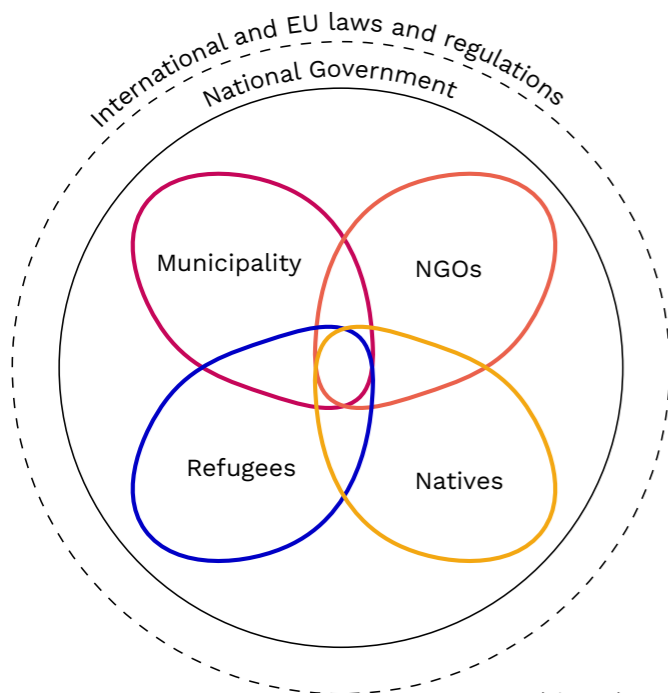 International and EU laws and regulations
National Government
Municipality
NGOs
Refugees
Natives